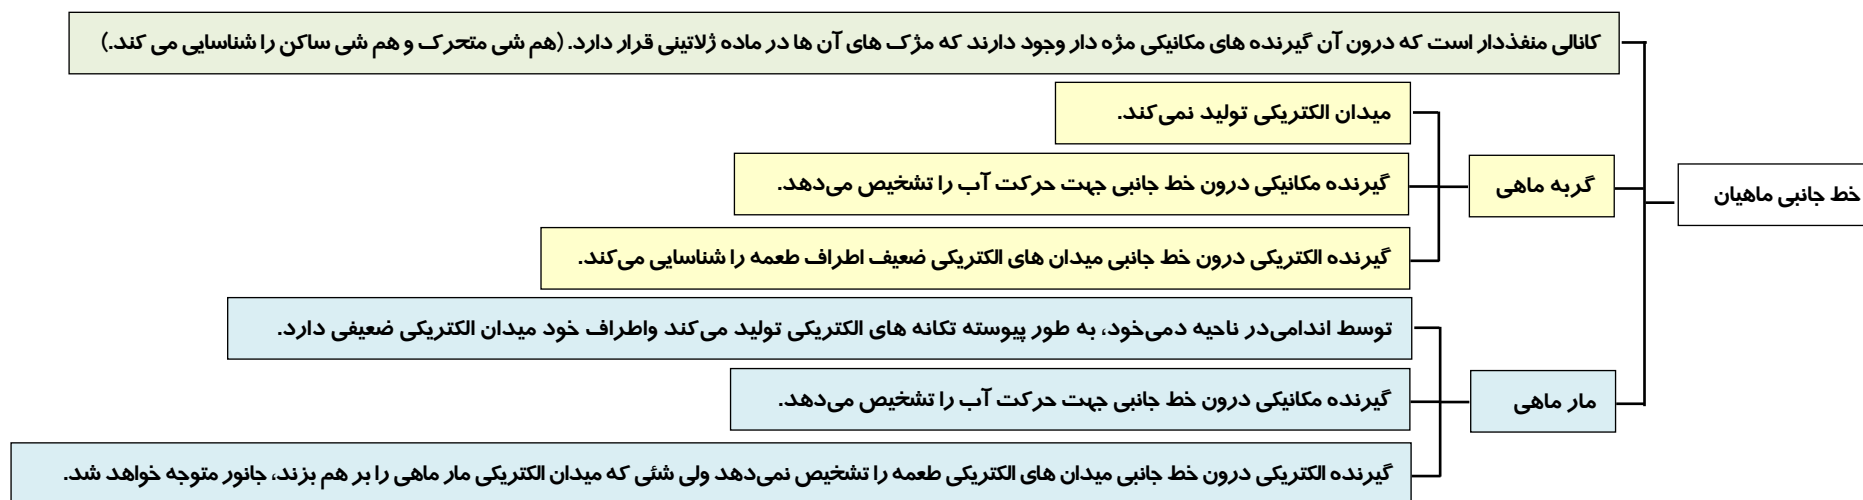 خط جانبی ماهیان
کانالی منفذدار است که درون آن گیرنده های مکانیکی مژه دار وجود دارند که مژک های آن ها در ماده ژلاتینی قرار دارد. (هم شی متحرک و هم شی ساکن را شناسایی می کند.)
گربه ماهی
میدان الکتریکی تولید نمی‌کند.
گیرنده مکانیکی درون خط جانبی جهت حرکت آب را تشخیص می‌دهد.
گیرنده الکتریکی درون خط جانبی میدان های الکتریکی ضعیف اطراف طعمه را شناسایی می‌کند.
مار ماهی
توسط اندامی‌در ناحیه دمی‌خود، به طور پیوسته تکانه های الکتریکی تولید می‌کند واطراف خود میدان الکتریکی ضعیفی دارد.
گیرنده مکانیکی درون خط جانبی جهت حرکت آب را تشخیص می‌دهد.
گیرنده الکتریکی درون خط جانبی میدان های الکتریکی طعمه را تشخیص نمی‌دهد ولی شئی که میدان الکتریکی مار ماهی را بر هم بزند، جانور متوجه خواهد شد.